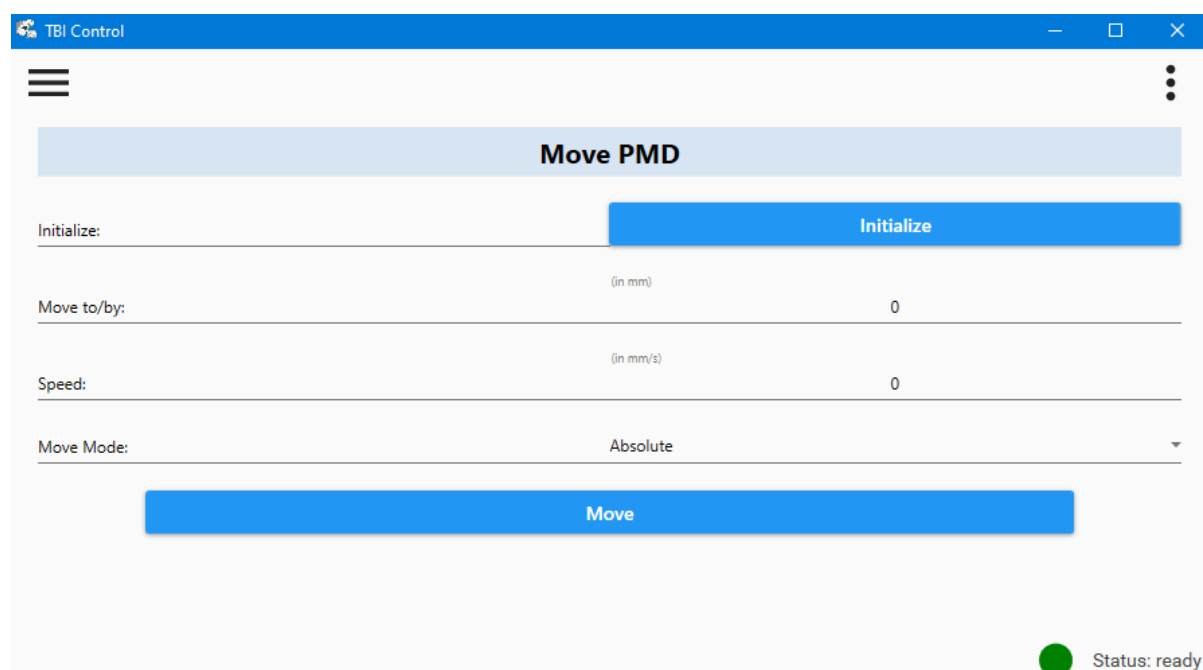 TBI Control
Move PMD
Initialize: Initialize
(in mm)
Move to/by: 0
(in mm/s)
Speed: 0
Move Mode: Absolute
Move
Status: ready